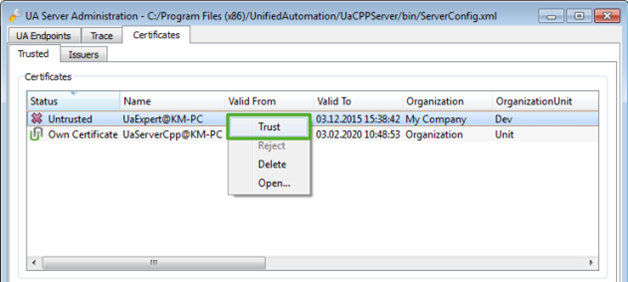 UA Server Administration - C:/Program Files (x86)/UnifiedAutomation/UaCPPServer/bin/ServerConfig.xml
UA Endpoints Trace Certificates
Trusted Issuers
Certificates
Status Name Valid From Valid To Organization OrganizationUnit
Untrusted UaExpert@KM-PC 03.12.2015 15:38:42 My Company Dev
Own Certificate UaServerCpp@KM-PC 03.02.2020 10:48:53 Organization Unit
Trust
Reject
Delete
Open...